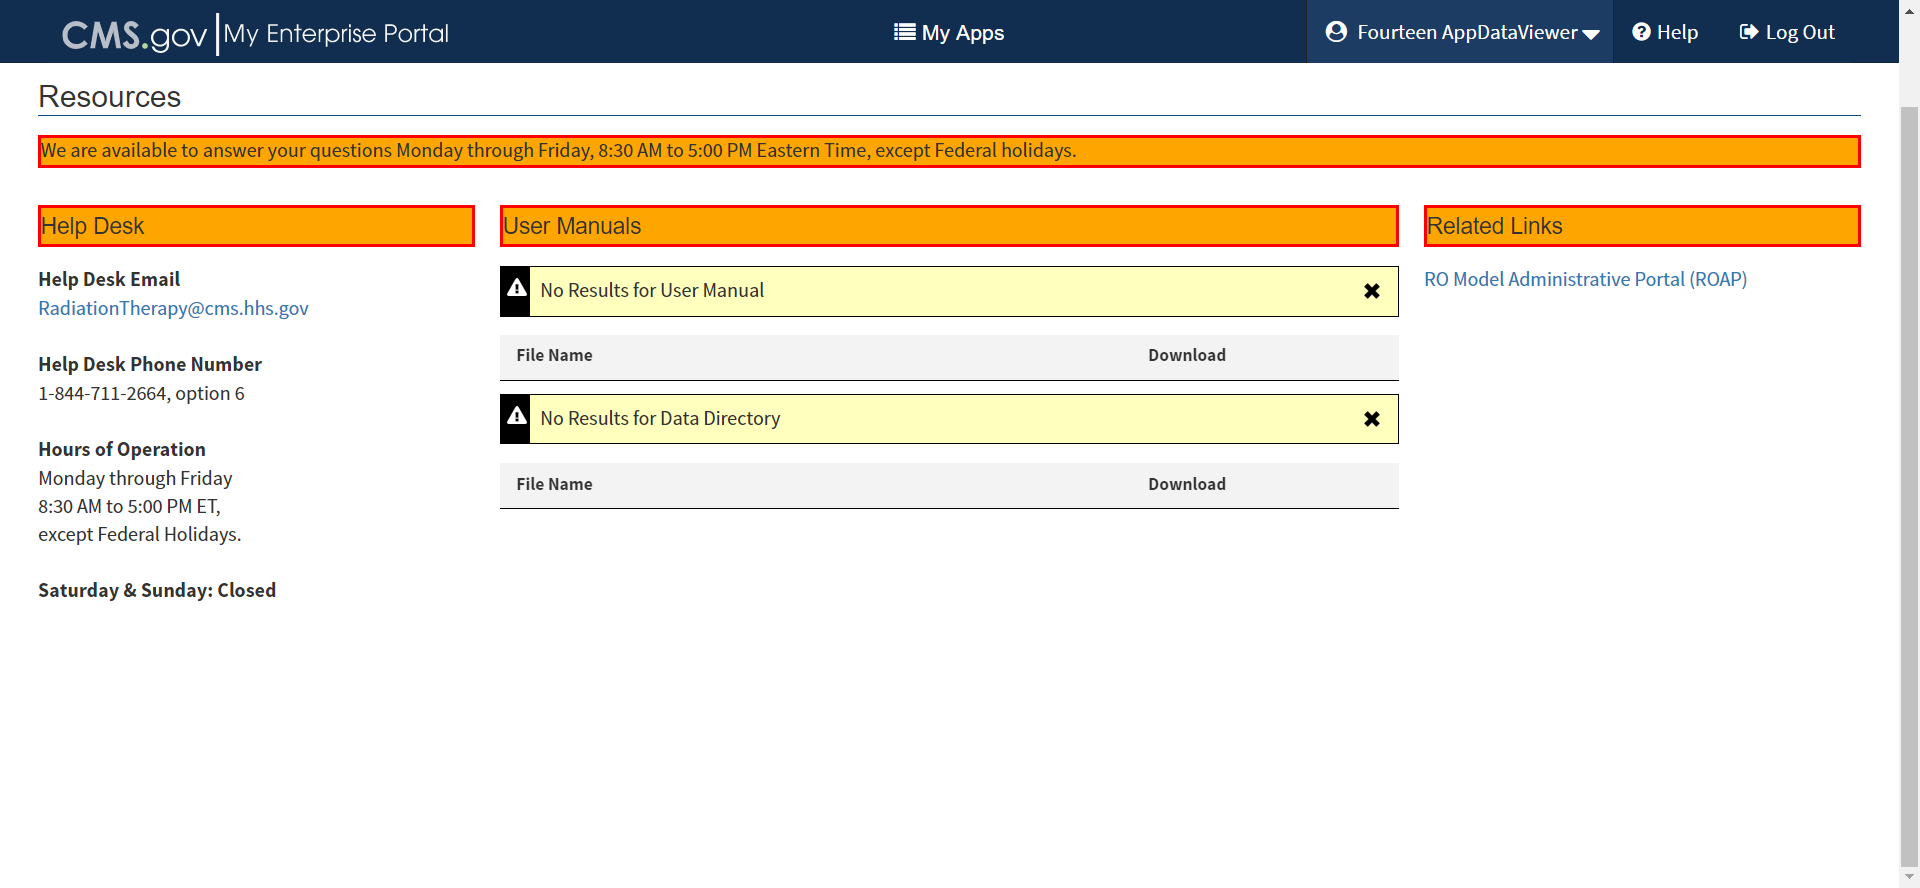 CMS.gov My Enterprise Portal
My Apps
Fourteen AppDataViewer
Help
Log Out
Resources
We are available to answer your questions Monday through Friday, 8:30 AM to 5:00 PM Eastern Time, except Federal holidays.
Help Desk
Help Desk Email
RadiationTherapy@cms.hhs.gov
Help Desk Phone Number
1-844-711-2664, option 6
Hours of Operation
Monday through Friday
8:30 AM to 5:00 PM ET,
except Federal Holidays.
Saturday & Sunday: Closed
User Manuals
No Results for User Manual
File Name Download
No Results for Data Directory
File Name Download
Related Links
RO Model Administrative Portal (ROAP)